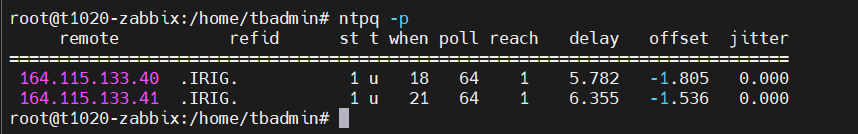 root@t1020-zabbix:/home/tbadmin# ntpq -p
     remote           refid      st t when poll reach   delay   offset  jitter
==============================================================================
 164.115.133.40  .IRIG.           1 u   18   64    1    5.782   -1.805   0.000
 164.115.133.41  .IRIG.           1 u   21   64    1    6.355   -1.536   0.000
root@t1020-zabbix:/home/tbadmin#